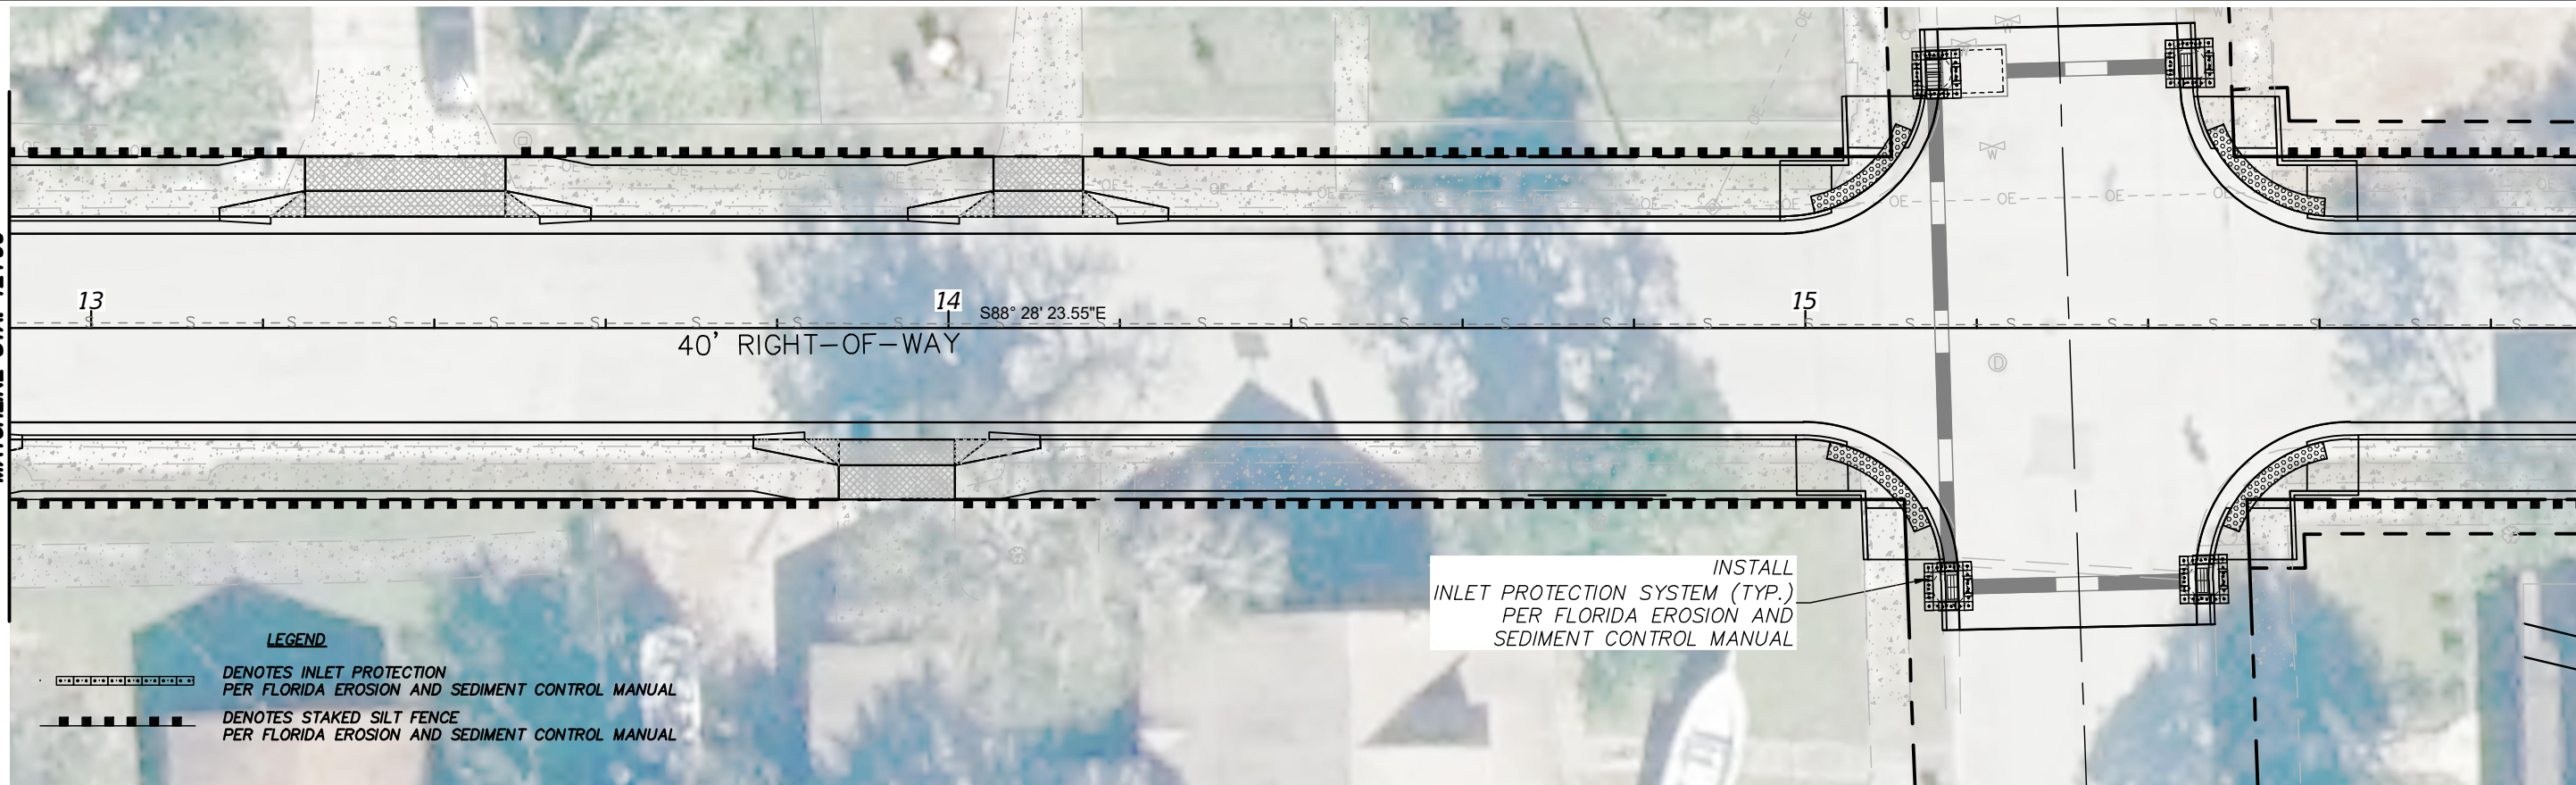 13
14
15
S88° 28' 23.55"E
40' RIGHT-OF-WAY
INSTALL
INLET PROTECTION SYSTEM (TYP.)
PER FLORIDA EROSION AND
SEDIMENT CONTROL MANUAL
LEGEND
DENOTES INLET PROTECTION
PER FLORIDA EROSION AND SEDIMENT CONTROL MANUAL
DENOTES STAKED SILT FENCE
PER FLORIDA EROSION AND SEDIMENT CONTROL MANUAL